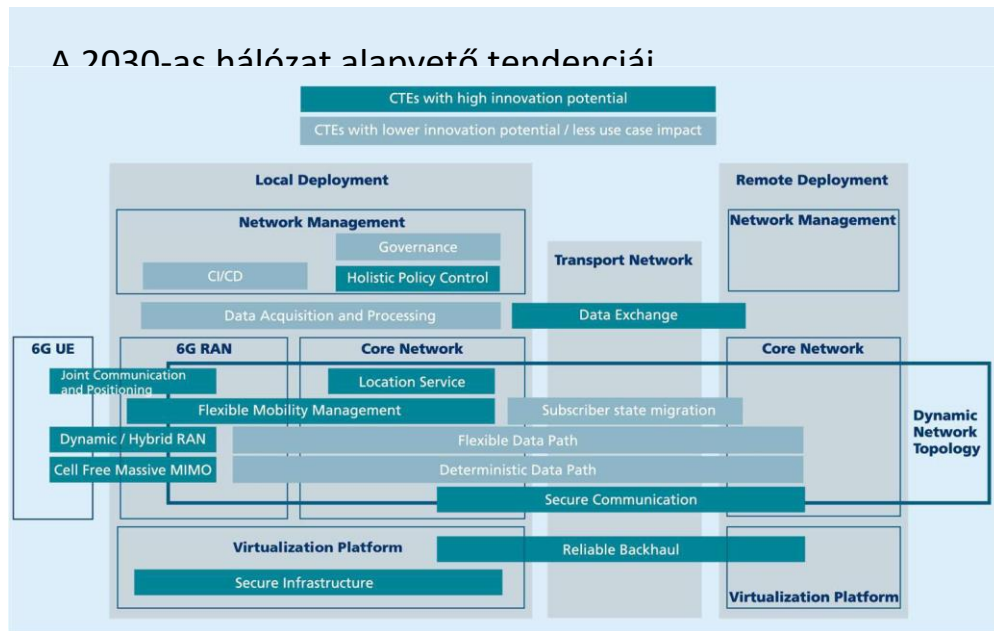 A 2030-as hálózat alapvető tendenciái
CTEs with high innovation potential
CTEs with lower innovation potential / less use case impact
Local Deployment
Remote Deployment
Network Management
Network Management
Governance
Transport Network
CI/CD
Holistic Policy Control
Data Acquisition and Processing
Data Exchange
6G UE
6G RAN
Core Network
Core Network
Joint Communication
and Positioning
Location Service
Flexible Mobility Management
Subscriber state migration
Dynamic
Network
Topology
Dynamic / Hybrid RAN
Flexible Data Path
Cell Free Massive MIMO
Deterministic Data Path
Secure Communication
Virtualization Platform
Reliable Backhaul
Secure Infrastructure
Virtualization Platform